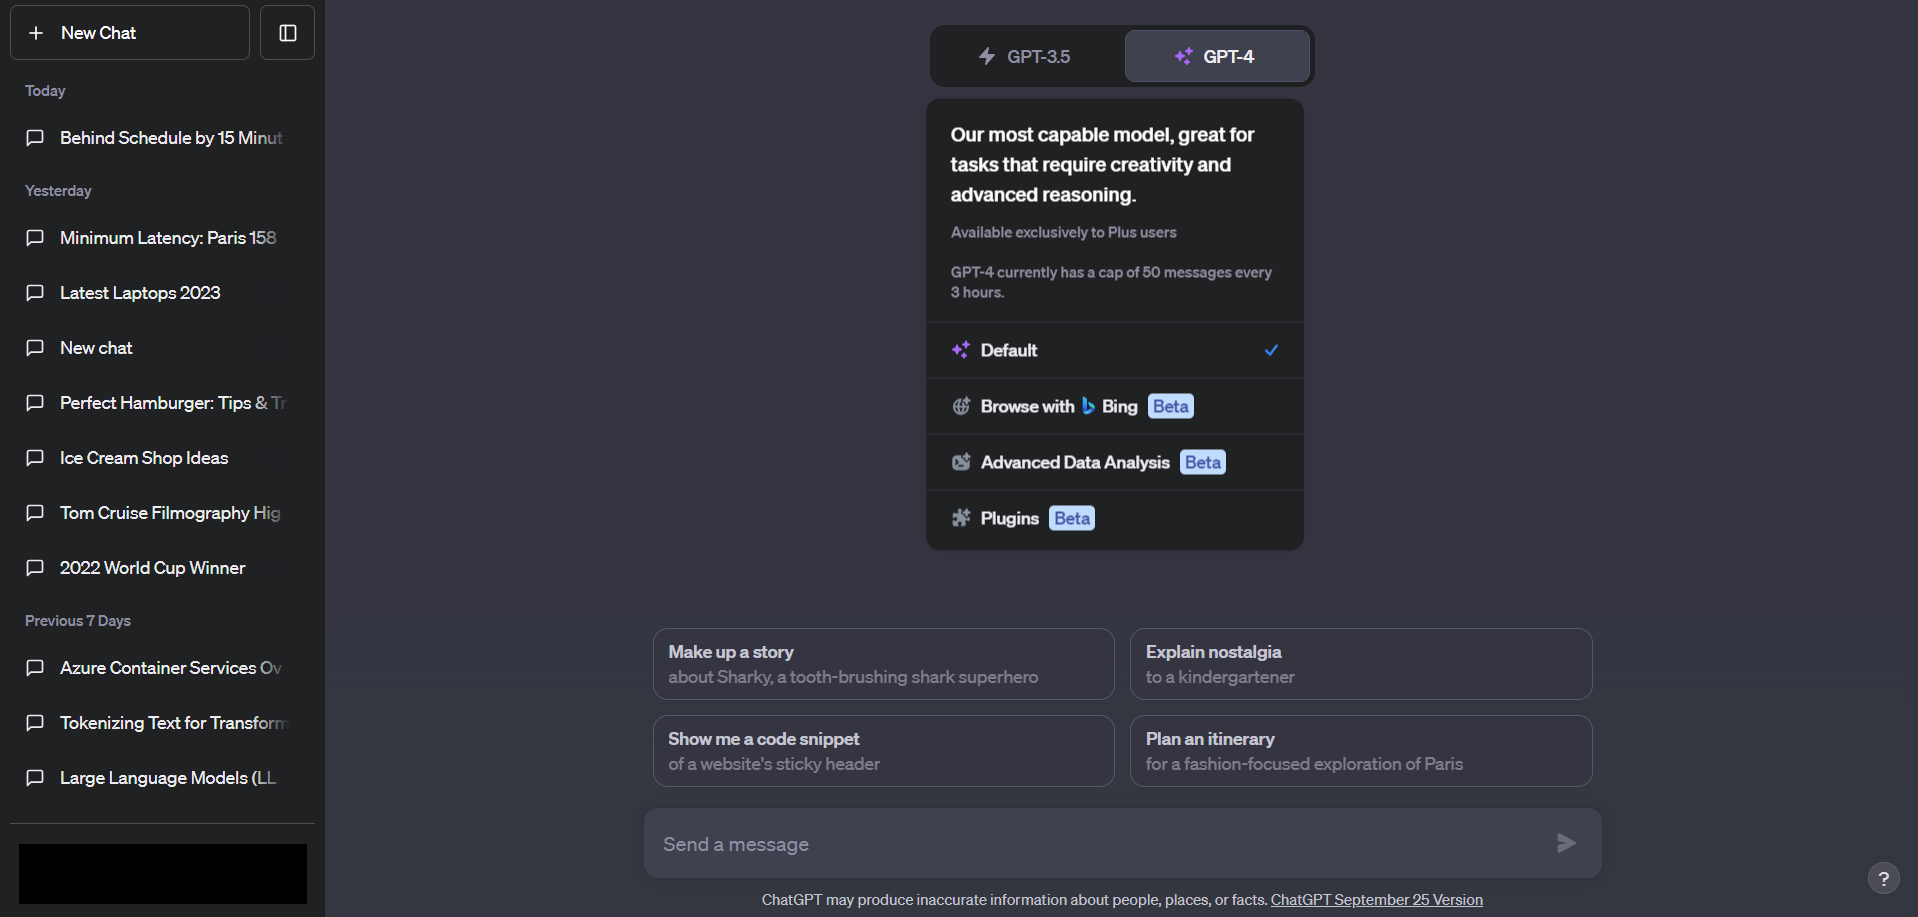 New Chat
Today
Behind Schedule by 15 Minut
Yesterday
Minimum Latency: Paris 158
Latest Laptops 2023
New chat
Perfect Hamburger: Tips & Tr
Ice Cream Shop Ideas
Tom Cruise Filmography Hig
2022 World Cup Winner
Previous 7 Days
Azure Container Services Ov
Tokenizing Text for Transform
Large Language Models (LL
GPT-3.5
GPT-4
Our most capable model, great for
tasks that require creativity and
advanced reasoning.
Available exclusively to Plus users
GPT-4 currently has a cap of 50 messages every
3 hours.
Default
Browse with Bing Beta
Advanced Data Analysis Beta
Plugins Beta
Make up a story
about Sharky, a tooth-brushing shark superhero
Explain nostalgia
to a kindergartener
Show me a code snippet
of a website's sticky header
Plan an itinerary
for a fashion-focused exploration of Paris
Send a message
ChatGPT may produce inaccurate information about people, places, or facts. ChatGPT September 25 Version
?